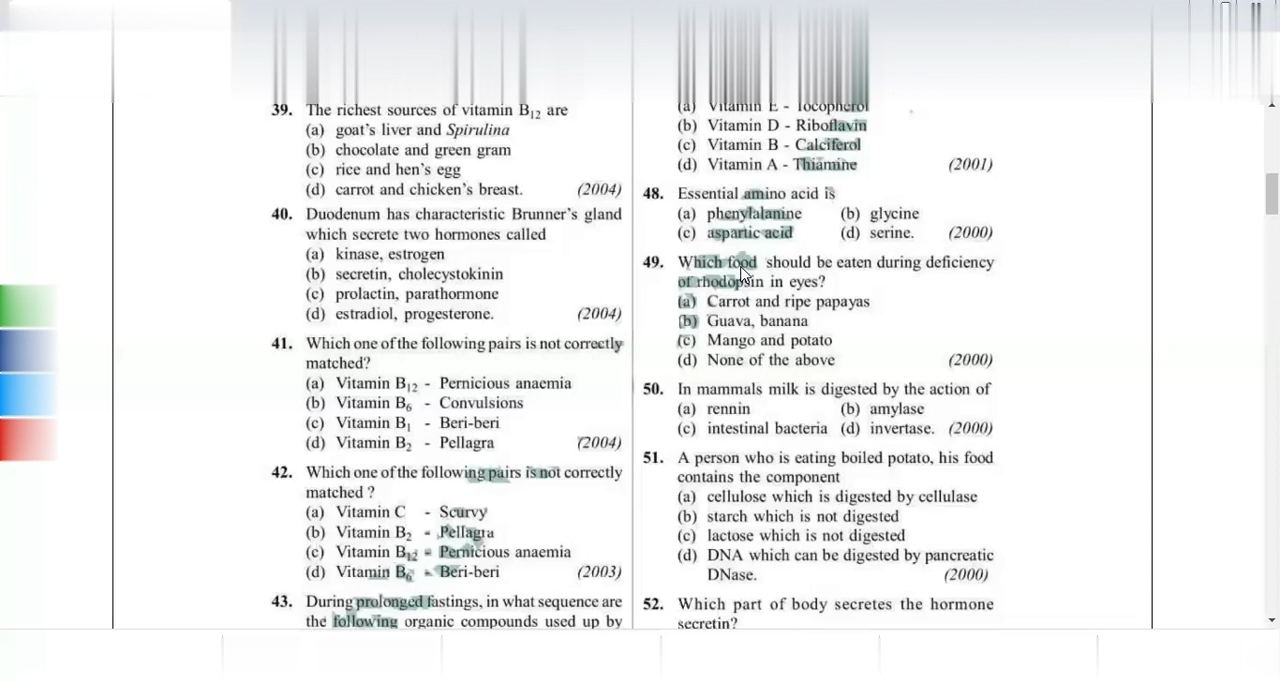 39. The richest sources of vitamin B12 are
(a) goat's liver and Spirulina
(b) chocolate and green gram
(c) rice and hen's egg
(d) carrot and chicken's breast. (2004)
40. Duodenum has characteristic Brunner's gland
which secrete two hormones called
(a) kinase, estrogen
(b) secretin, cholecystokinin
(c) prolactin, parathormone
(d) estradiol, progesterone. (2004)
41. Which one of the following pairs is not correctly
matched?
(a) Vitamin B12 - Pernicious anaemia
(b) Vitamin B6 - Convulsions
(c) Vitamin B1 - Beri-beri
(d) Vitamin B2 - Pellagra (2004)
42. Which one of the following pairs is not correctly
matched ?
(a) Vitamin C - Scurvy
(b) Vitamin B2 - Pellagra
(c) Vitamin B12 - Pernicious anaemia
(d) Vitamin B6 - Beri-beri (2003)
43. During prolonged fastings, in what sequence are
the following organic compounds used up by
(a) Vitamin E - Tocopherol
(b) Vitamin D - Riboflavin
(c) Vitamin B - Calciferol
(d) Vitamin A - Thiamine (2001)
48. Essential amino acid is
(a) phenylalanine (b) glycine
(c) aspartic acid (d) serine. (2000)
49. Which food should be eaten during deficiency
of rhodopsin in eyes?
(a) Carrot and ripe papayas
(b) Guava, banana
(c) Mango and potato
(d) None of the above (2000)
50. In mammals milk is digested by the action of
(a) rennin (b) amylase
(c) intestinal bacteria (d) invertase. (2000)
51. A person who is eating boiled potato, his food
contains the component
(a) cellulose which is digested by cellulase
(b) starch which is not digested
(c) lactose which is not digested
(d) DNA which can be digested by pancreatic
DNase. (2000)
52. Which part of body secretes the hormone
secretin?